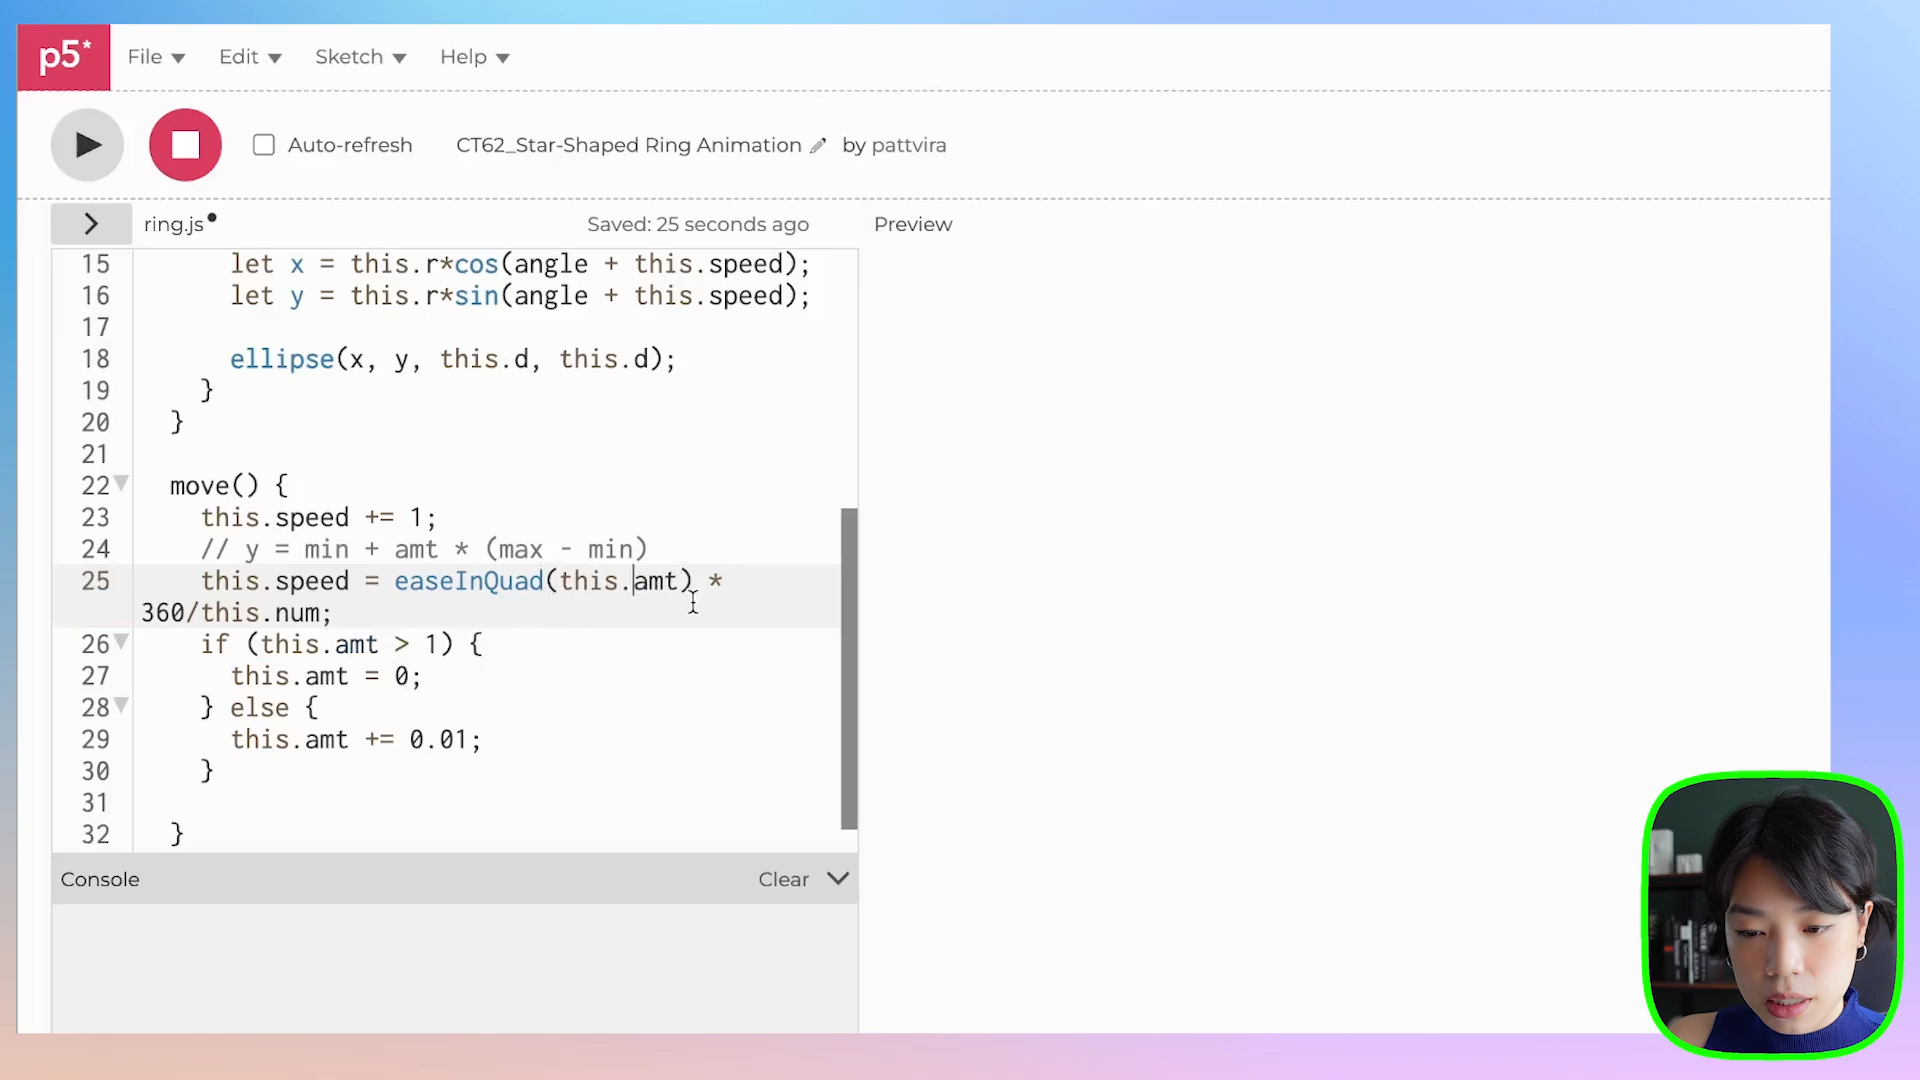 p5* File Edit Sketch Help
Auto-refresh CT62_Star-Shaped Ring Animation by pattvira
ring.js Saved: 25 seconds ago Preview
15 let x = this.r*cos(angle + this.speed);
16 let y = this.r*sin(angle + this.speed);
17
18 ellipse(x, y, this.d, this.d);
19 }
20 }
21
22 move() {
23 this.speed += 1;
24 // y = min + amt * (max - min)
25 this.speed = easeInQuad(this.amt) *
360/this.num;
26 if (this.amt > 1) {
27 this.amt = 0;
28 } else {
29 this.amt += 0.01;
30 }
31
32 }
Console Clear